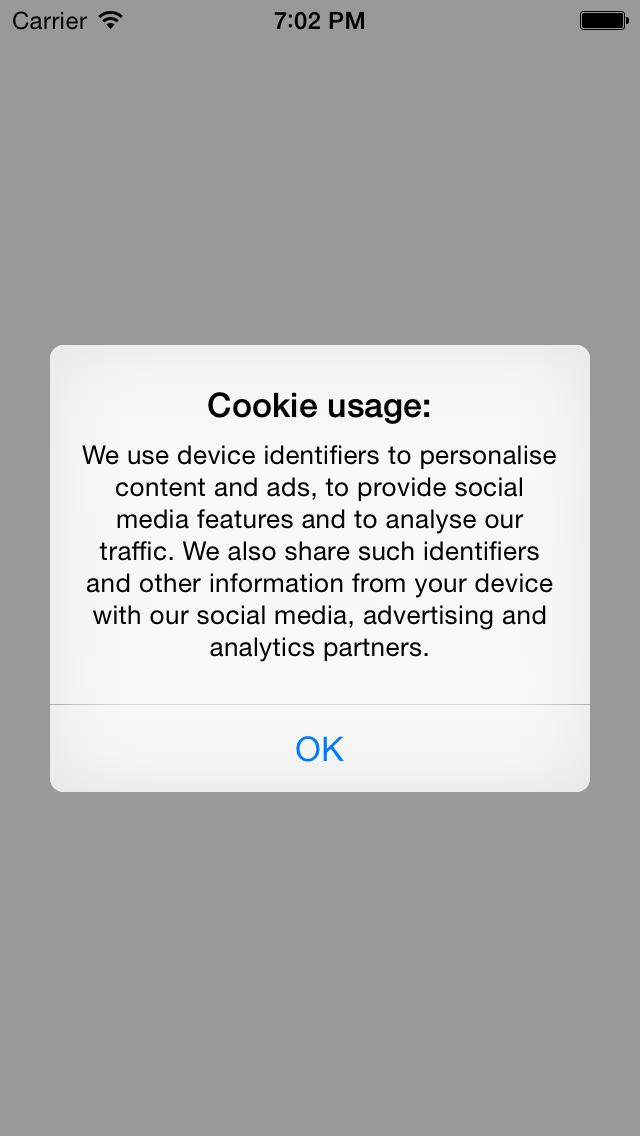 Carrier 7:02 PM
Cookie usage:
We use device identifiers to personalise
content and ads, to provide social
media features and to analyse our
traffic. We also share such identifiers
and other information from your device
with our social media, advertising and
analytics partners.
OK